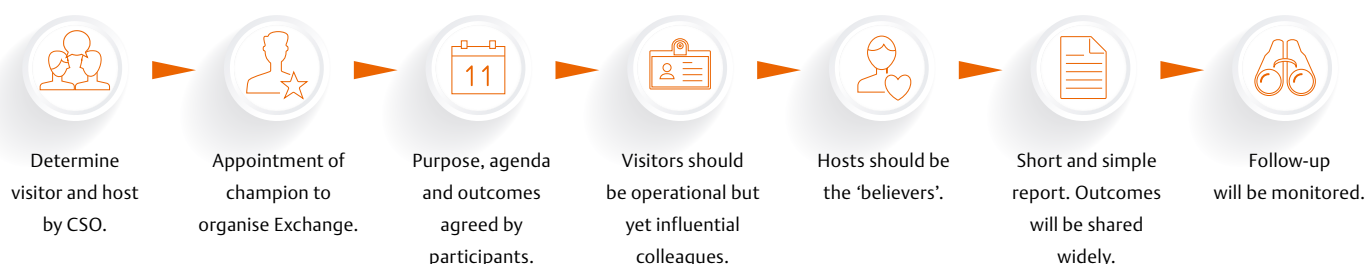 11
Determine
visitor and host
by CSO.
Appointment of
champion to
organise Exchange.
Purpose, agenda
and outcomes
agreed by
participants.
Visitors should
be operational but
yet influential
colleagues.
Hosts should be
the ‘believers’.
Short and simple
report. Outcomes
will be shared
widely.
Follow-up
will be monitored.